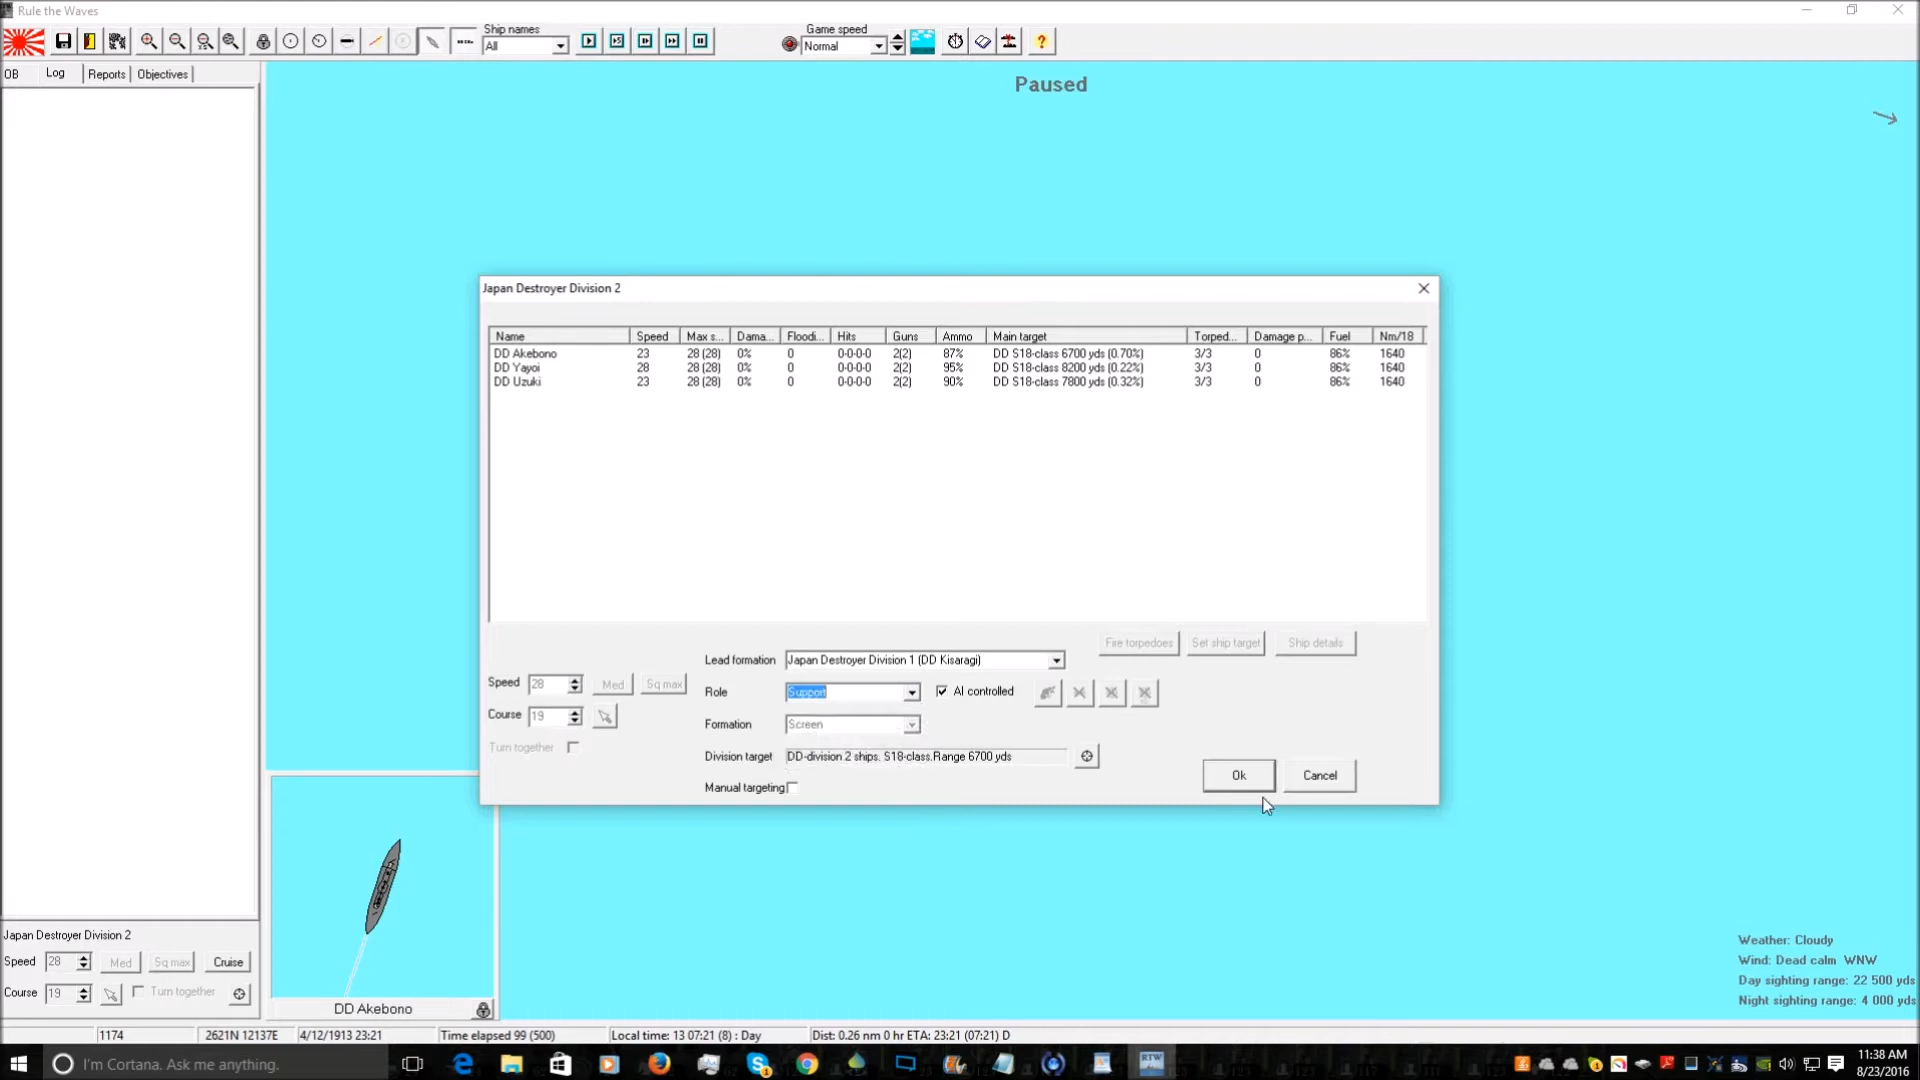 Rule the Waves
Ship names
All
Game speed
Normal
?
OB Log Reports Objectives
Paused
Japan Destroyer Division 2
Name Speed Max s... Dama... Floodi... Hits Guns Ammo Main target Torped... Damage p... Fuel Nm/18
DD Akebono 23 28 (28) 0% 0 0-0-0-0 2(2) 87% DD S18-class 6700 yds (0.70%) 3/3 0 86% 1640
DD Yayoi 28 28 (28) 0% 0 0-0-0-0 2(2) 95% DD S18-class 8200 yds (0.22%) 3/3 0 86% 1640
DD Uzuki 23 28 (28) 0% 0 0-0-0-0 2(2) 90% DD S18-class 7800 yds (0.32%) 3/3 0 86% 1640
Fire torpedoes Set ship target Ship details
Lead formation Japan Destroyer Division 1 (DD Kisaragi)
Speed 28 Med Sq max
Role Support AI controlled
Course 19
Formation Screen
Turn together
Division target DD-division 2 ships. S18-class.Range 6700 yds
Manual targeting
Ok Cancel
Japan Destroyer Division 2
Speed 28 Med Sq max Cruise
Course 19 Turn together
DD Akebono
Weather: Cloudy
Wind: Dead calm WNW
Day sighting range: 22 500 yds
Night sighting range: 4 000 yds
1174 2621N 12137E 4/12/1913 23:21 Time elapsed 99 (500) Local time: 13 07:21 (8) : Day Dist: 0.26 nm 0 hr ETA: 23:21 (07:21) D
I'm Cortana. Ask me anything.
RTW
11:38 AM
8/23/2016